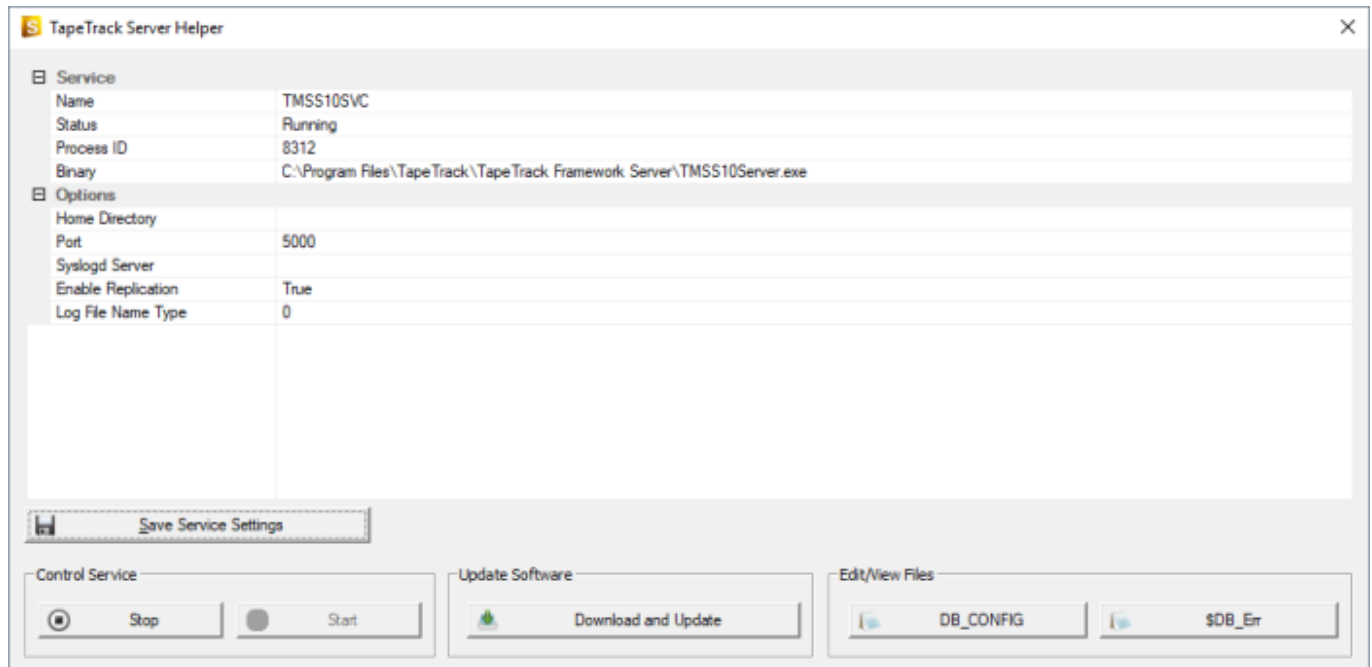 TapeTrack Server Helper
Service
Name TMSS10SVC
Status Running
Process ID 8312
Binary C:\Program Files\TapeTrack\TapeTrack Framework Server\TMSS10Server.exe
Options
Home Directory
Port 5000
Syslogd Server
Enable Replication True
Log File Name Type 0
Save Service Settings
Control Service Update Software Edit/View Files
Stop Start Download and Update DB_CONFIG $DB_Err